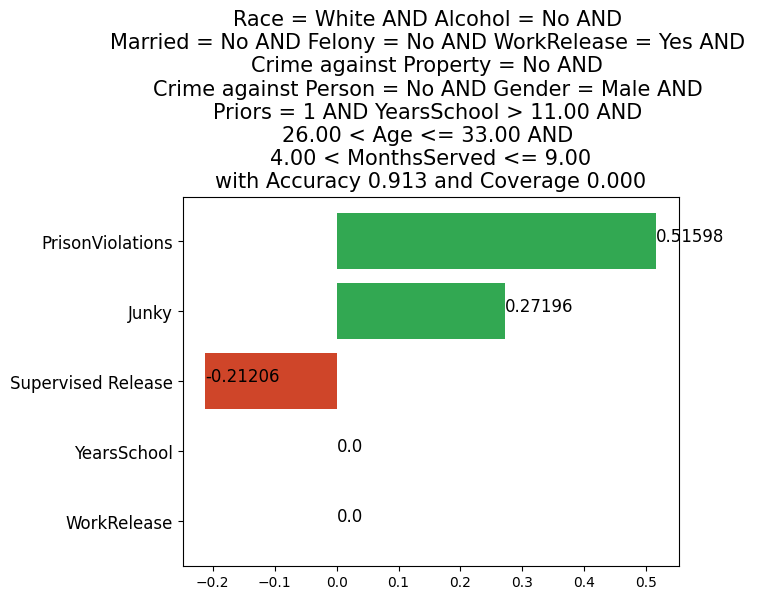 Race = White AND Alcohol = No AND
Married = No AND Felony = No AND WorkRelease = Yes AND
Crime against Property = No AND
Crime against Person = No AND Gender = Male AND
Priors = 1 AND YearsSchool > 11.00 AND
26.00 < Age <= 33.00 AND
4.00 < MonthsServed <= 9.00
with Accuracy 0.913 and Coverage 0.000
PrisonViolations
0.51598
Junky
0.27196
Supervised Release
-0.21206
YearsSchool
0.0
WorkRelease
0.0
−0.2 −0.1 0.0 0.1 0.2 0.3 0.4 0.5